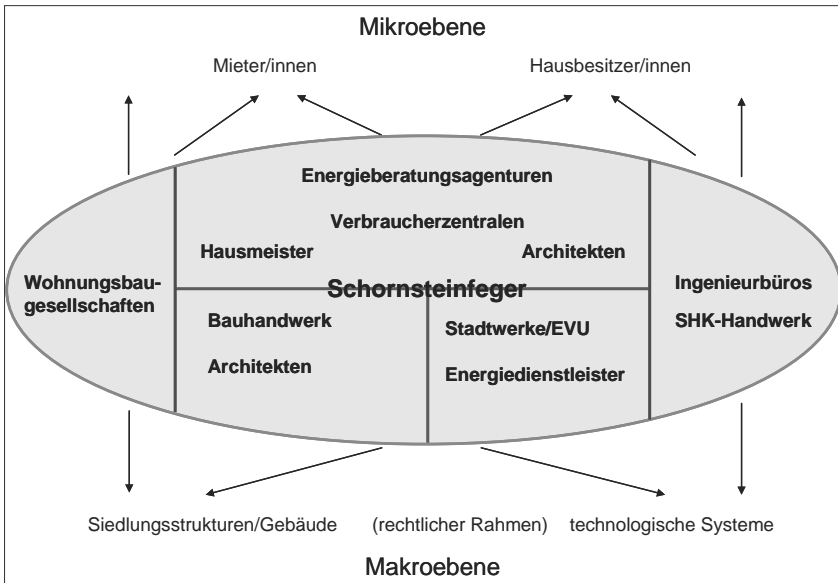 Mikroebene
Mieter/innen Hausbesitzer/innen
Energieberatungsagenturen
Verbraucherzentralen
Hausmeister Architekten
Wohnungsbau-
gesellschaften
Schornsteinfeger
Ingenieurbüros
SHK-Handwerk
Bauhandwerk
Architekten
Stadtwerke/EVU
Energiedienstleister
Siedlungsstrukturen/Gebäude (rechtlicher Rahmen) technologische Systeme
Makroebene